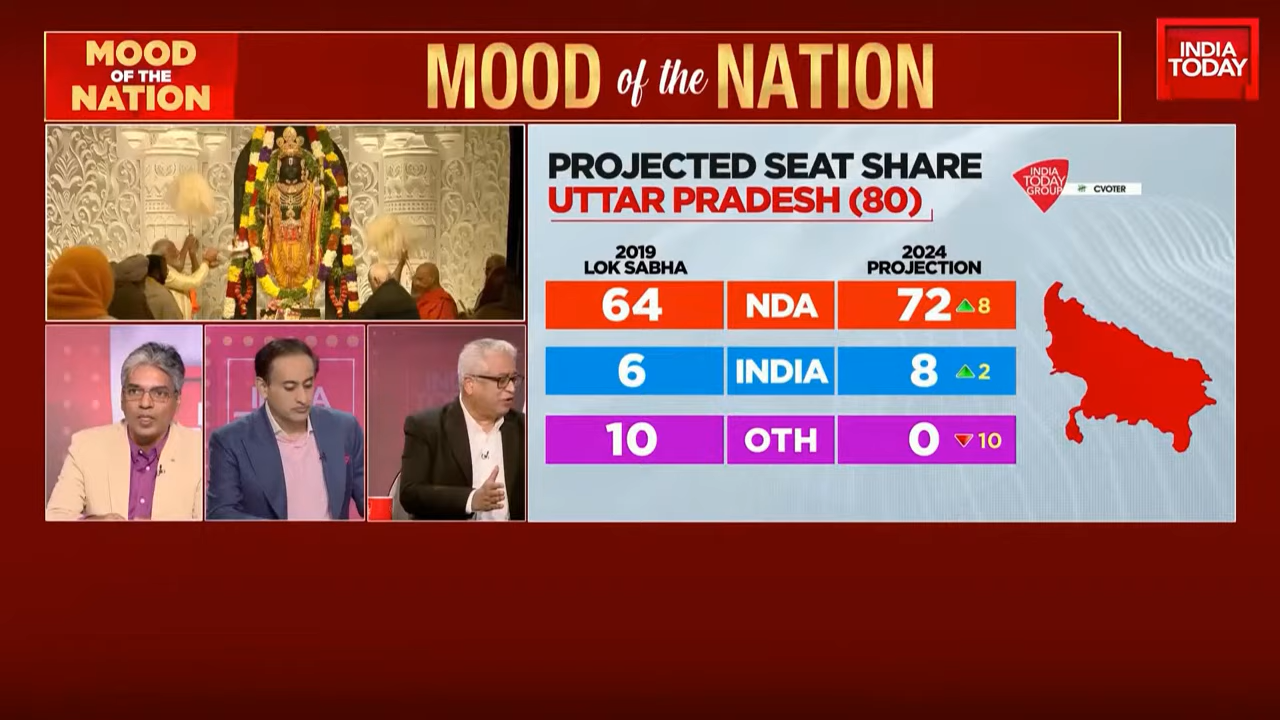 MOOD
OF THE
NATION
MOOD of the NATION
INDIA
TODAY
PROJECTED SEAT SHARE
UTTAR PRADESH (80)
INDIA
TODAY
GROUP
CVOTER
2019
LOK SABHA
2024
PROJECTION
64 NDA 72 8
6 INDIA 8 2
10 OTH 0 10